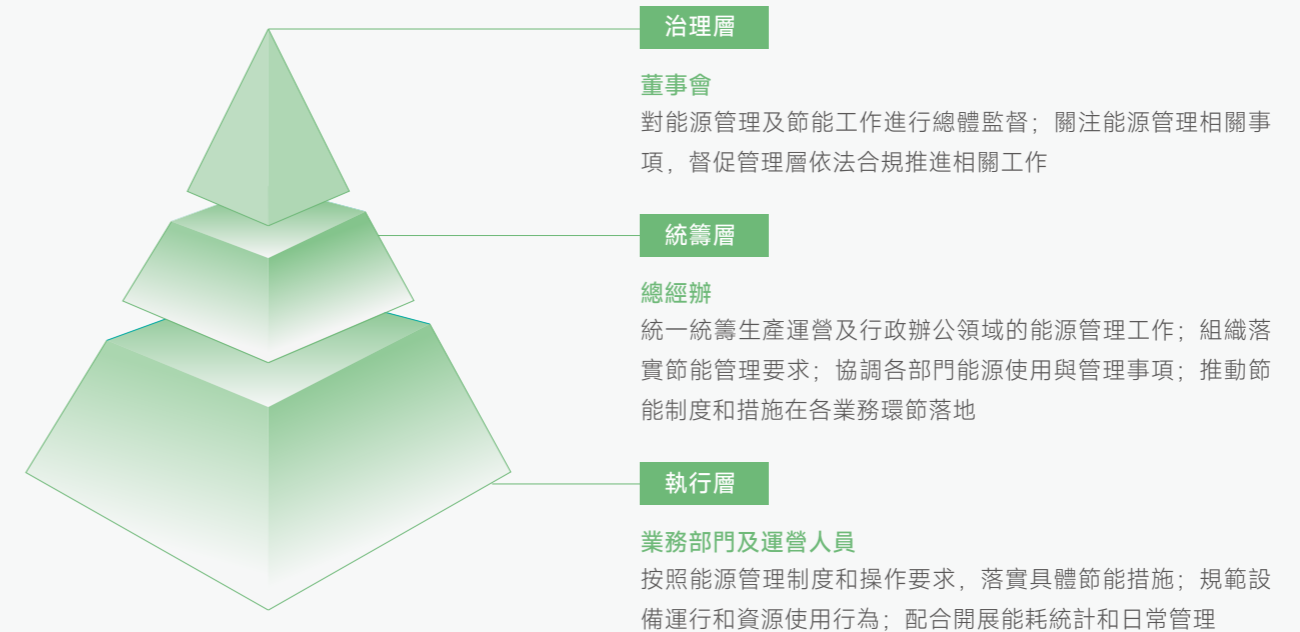 治理層
董事會
對能源管理及節能工作進行總體監督；關注能源管理相關事
項，督促管理層依法合規推進相關工作
統籌層
總經辦
統一統籌生產運營及行政辦公領域的能源管理工作；組織落
實節能管理要求；協調各部門能源使用與管理事項；推動節
能制度和措施在各業務環節落地
執行層
業務部門及運營人員
按照能源管理制度和操作要求，落實具體節能措施；規範設
備運行和資源使用行為；配合開展能耗統計和日常管理